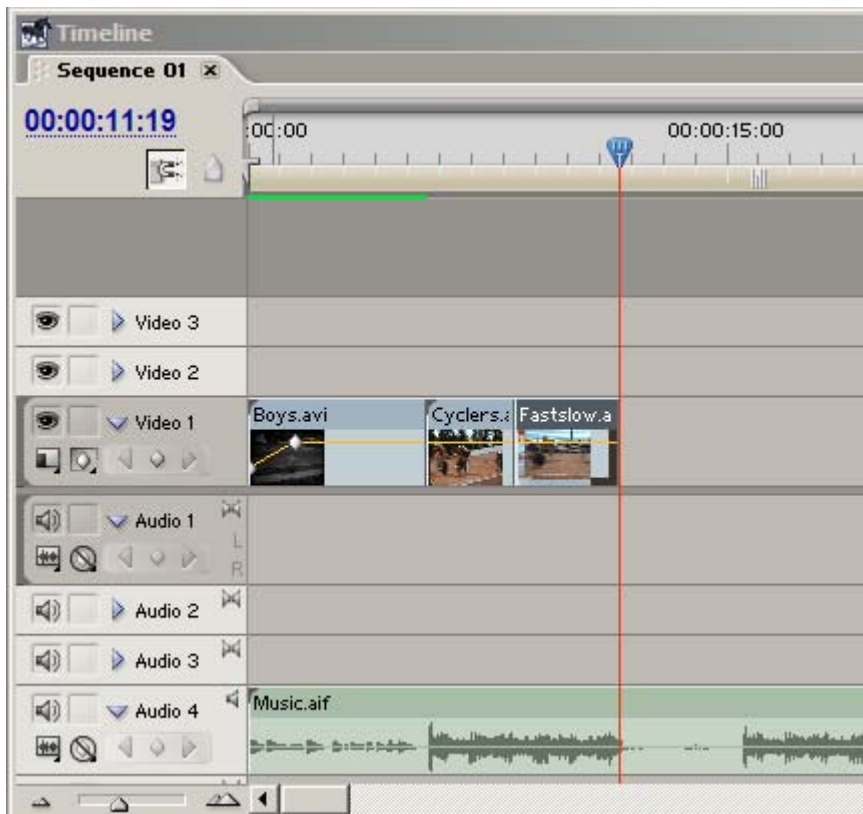 Timeline
Sequence 01
00:00:11:19
:00:00
00:00:15:00
Video 3
Video 2
Video 1
Boys.avi
Cyclers.a
Fastslow.a
Audio 1
L
R
Audio 2
Audio 3
Audio 4
Music.aif